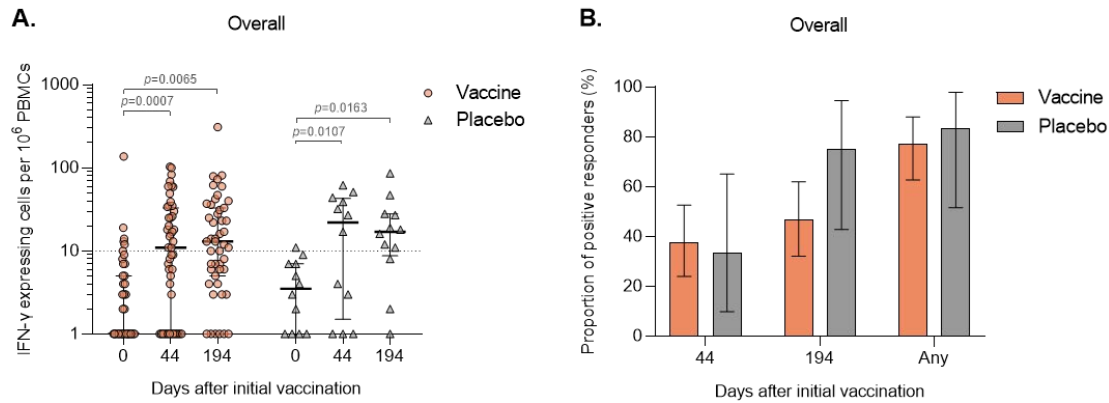 A.
Overall
IFN-γ expressing cells per 10⁶ PBMCs
1000
100
10
1
p=0.0065
p=0.0007
p=0.0163
p=0.0107
Vaccine
Placebo
0 44 194 0 44 194
Days after initial vaccination
B.
Overall
Proportion of positive responders (%)
100
80
60
40
20
0
Vaccine
Placebo
44 194 Any
Days after initial vaccination